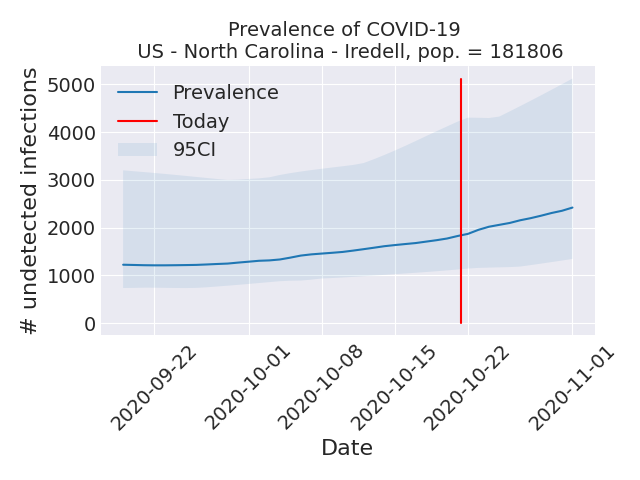 Prevalence of COVID-19
US - North Carolina - Iredell, pop. = 181806
# undetected infections
5000
4000
3000
2000
1000
0
Prevalence
Today
95CI
2020-09-22
2020-10-01
2020-10-08
2020-10-15
2020-10-22
2020-11-01
Date